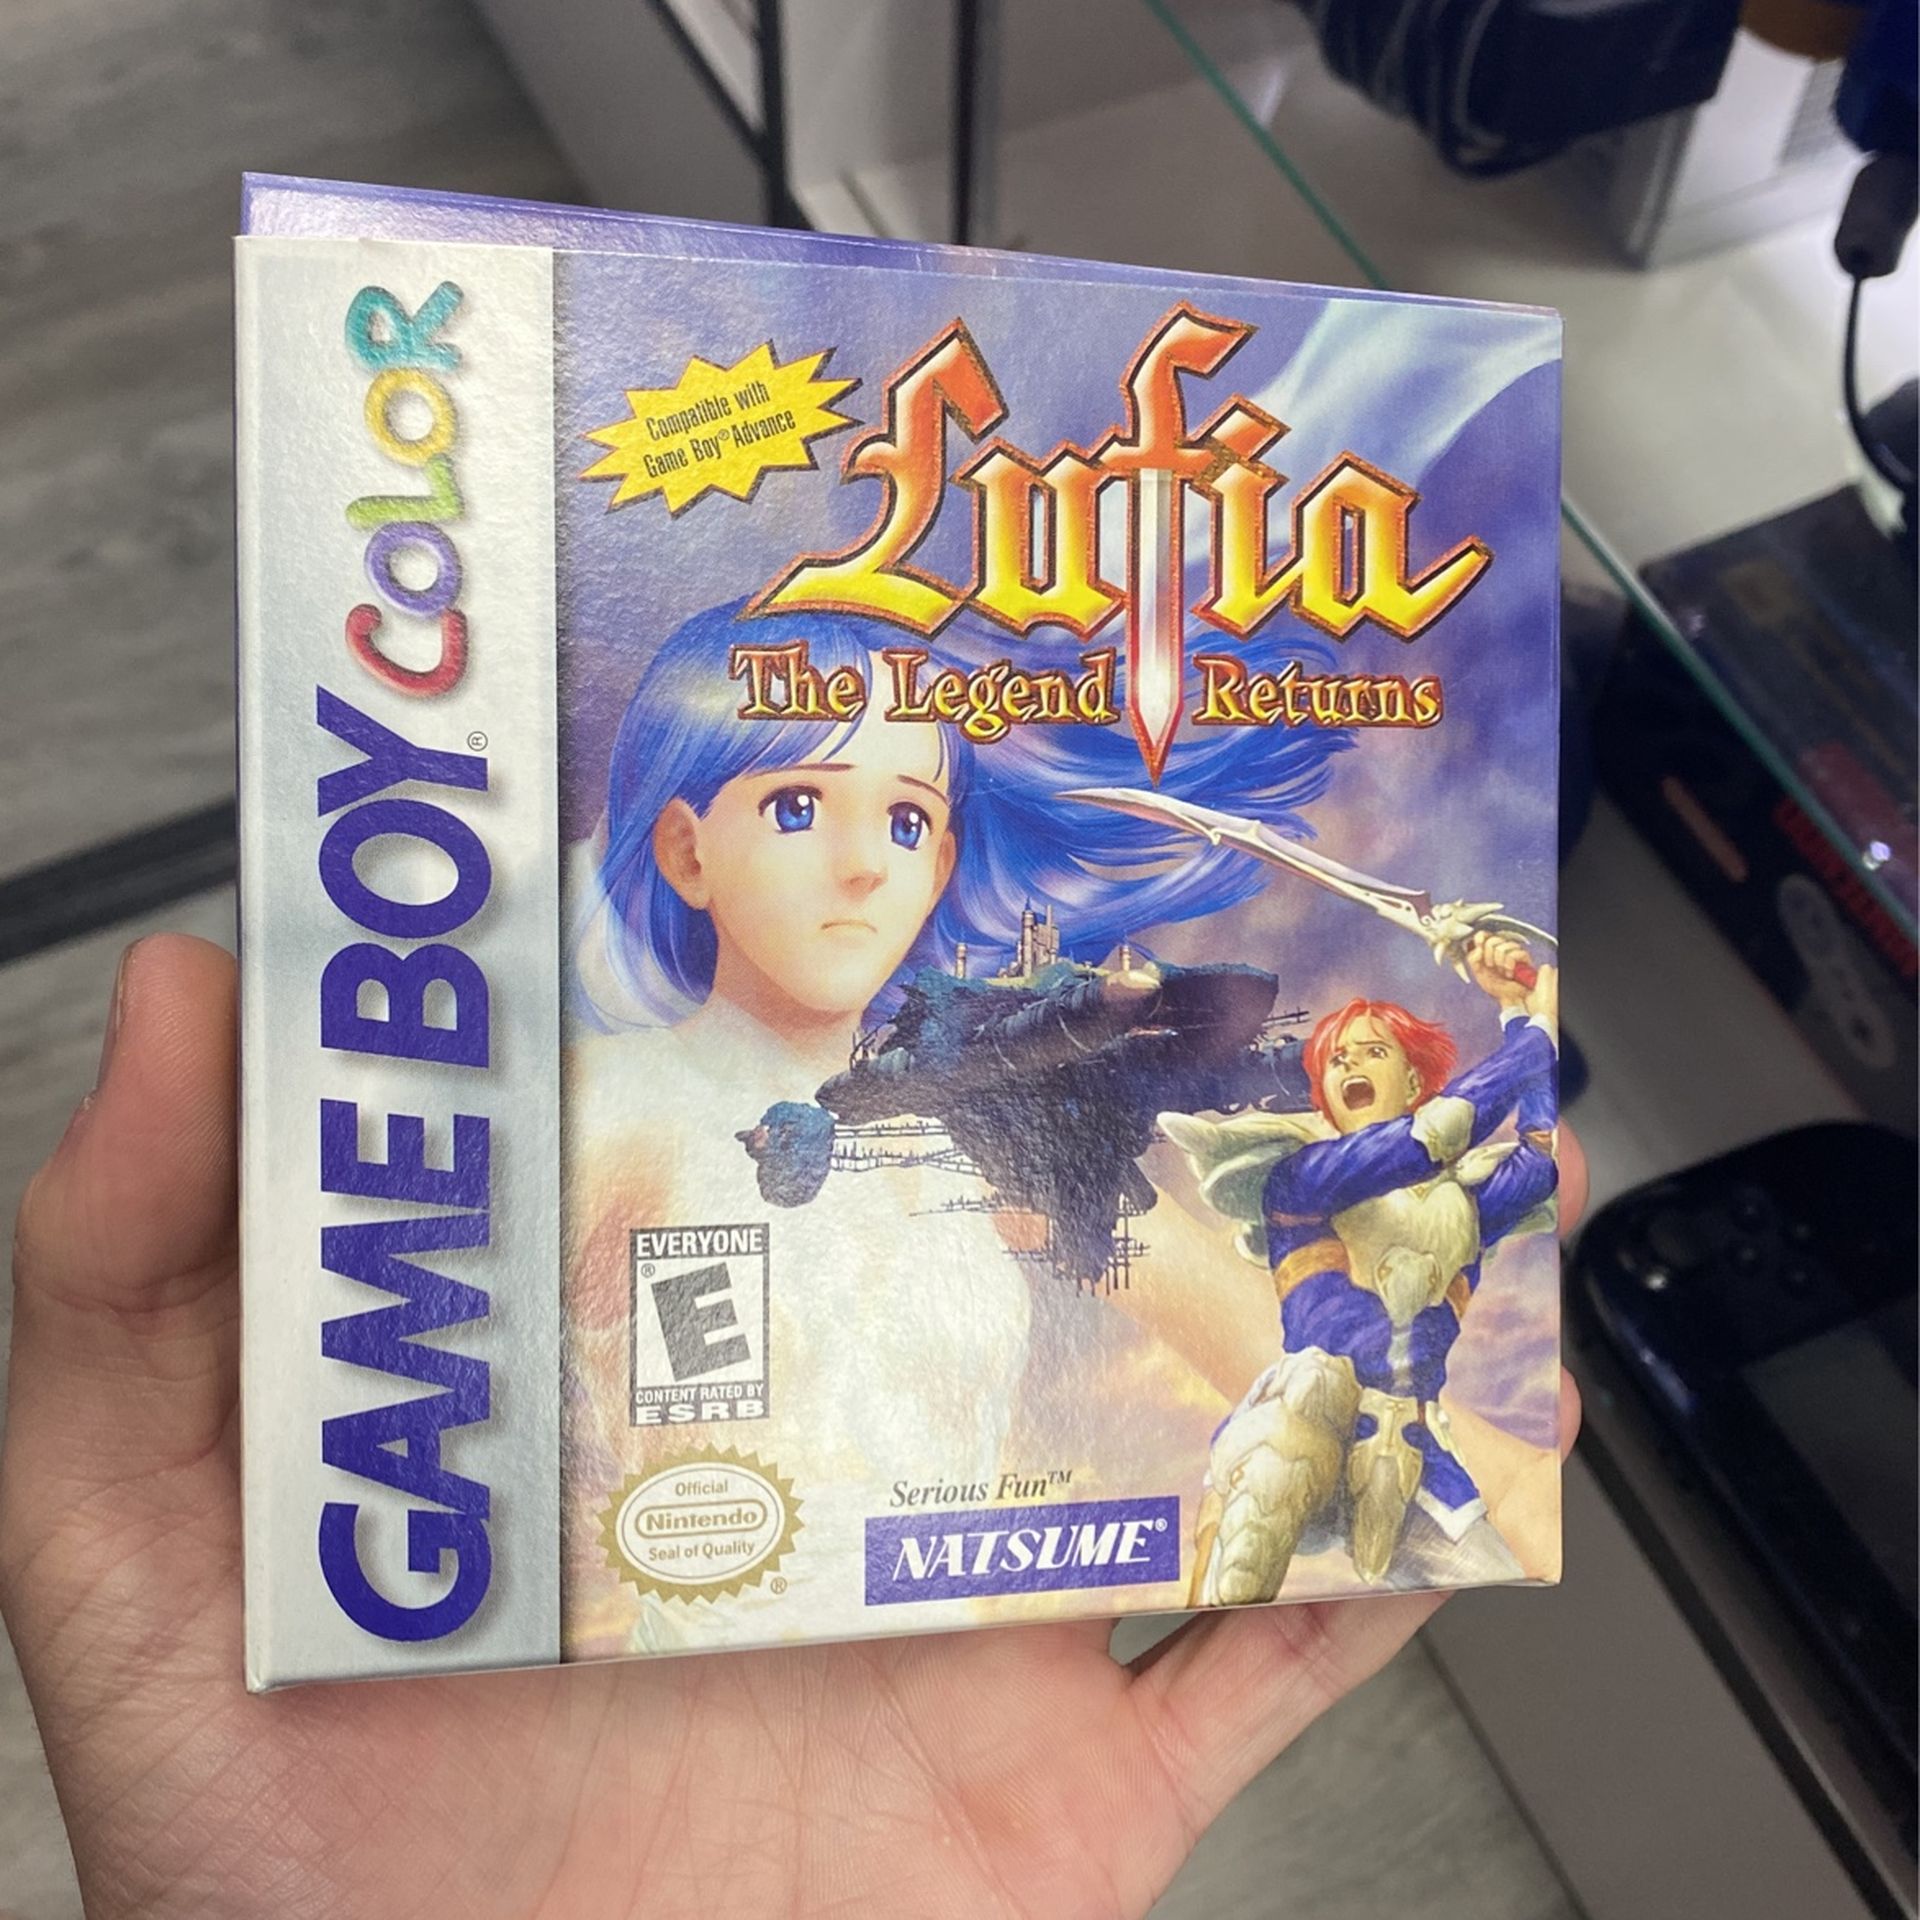 GAME BOY® COLOR
Compatible with
Game Boy® Advance
Lufia
The Legend Returns
EVERYONE
E®
CONTENT RATED BY
ESRB
Official
Nintendo
Seal of Quality
®
Serious Fun™
NATSUME®